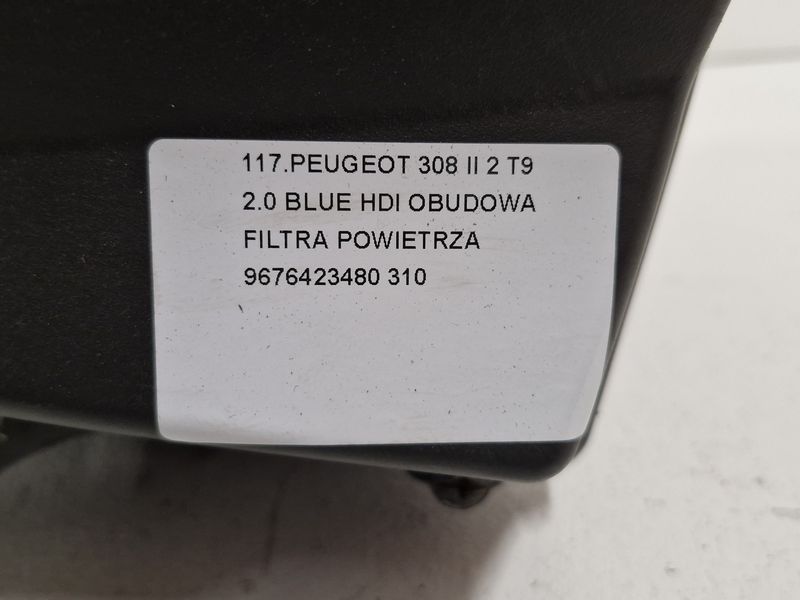 117.PEUGEOT 308 II 2 T9
2.0 BLUE HDI OBUDOWA
FILTRA POWIETRZA
9676423480 310